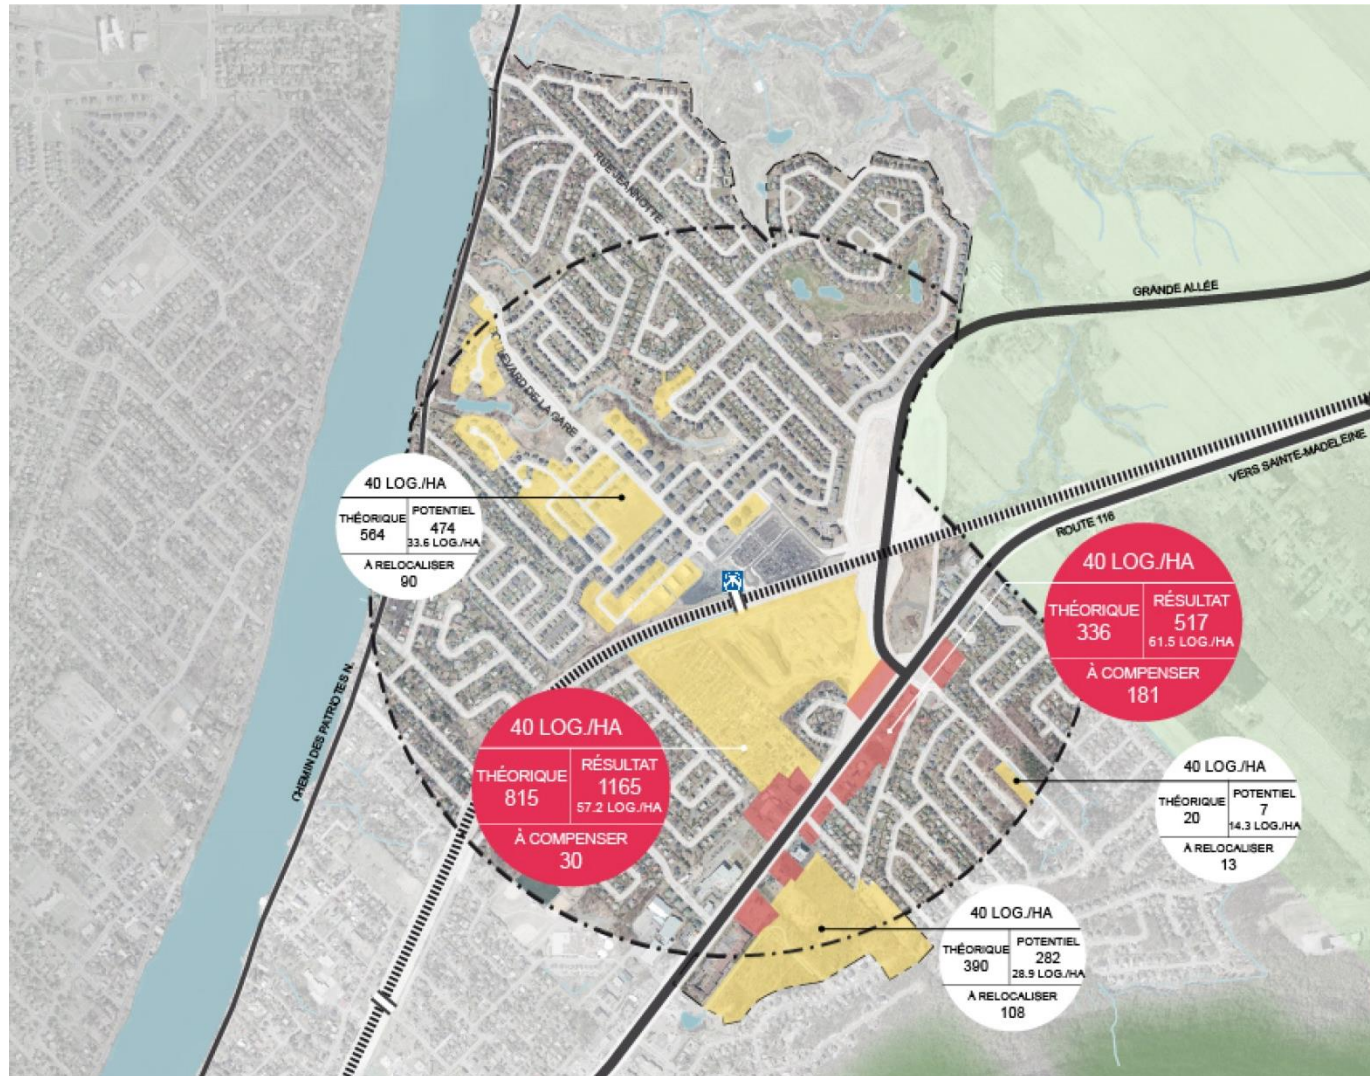 RUE JEANNOTTE
GRANDE ALLÉE
BOULEVARD DE LA GARE
VERS SAINTE-MADELEINE
ROUTE 116
CHEMIN DES PATRIOTES N.
40 LOG./HA
THÉORIQUE
564
POTENTIEL
474
33.6 LOG./HA
À RELOCALISER
90
40 LOG./HA
THÉORIQUE
336
RÉSULTAT
517
61.5 LOG./HA
À COMPENSER
181
40 LOG./HA
THÉORIQUE
815
RÉSULTAT
1165
57.2 LOG./HA
À COMPENSER
30
40 LOG./HA
THÉORIQUE
20
POTENTIEL
7
14.3 LOG./HA
À RELOCALISER
13
40 LOG./HA
THÉORIQUE
390
POTENTIEL
282
28.9 LOG./HA
À RELOCALISER
108